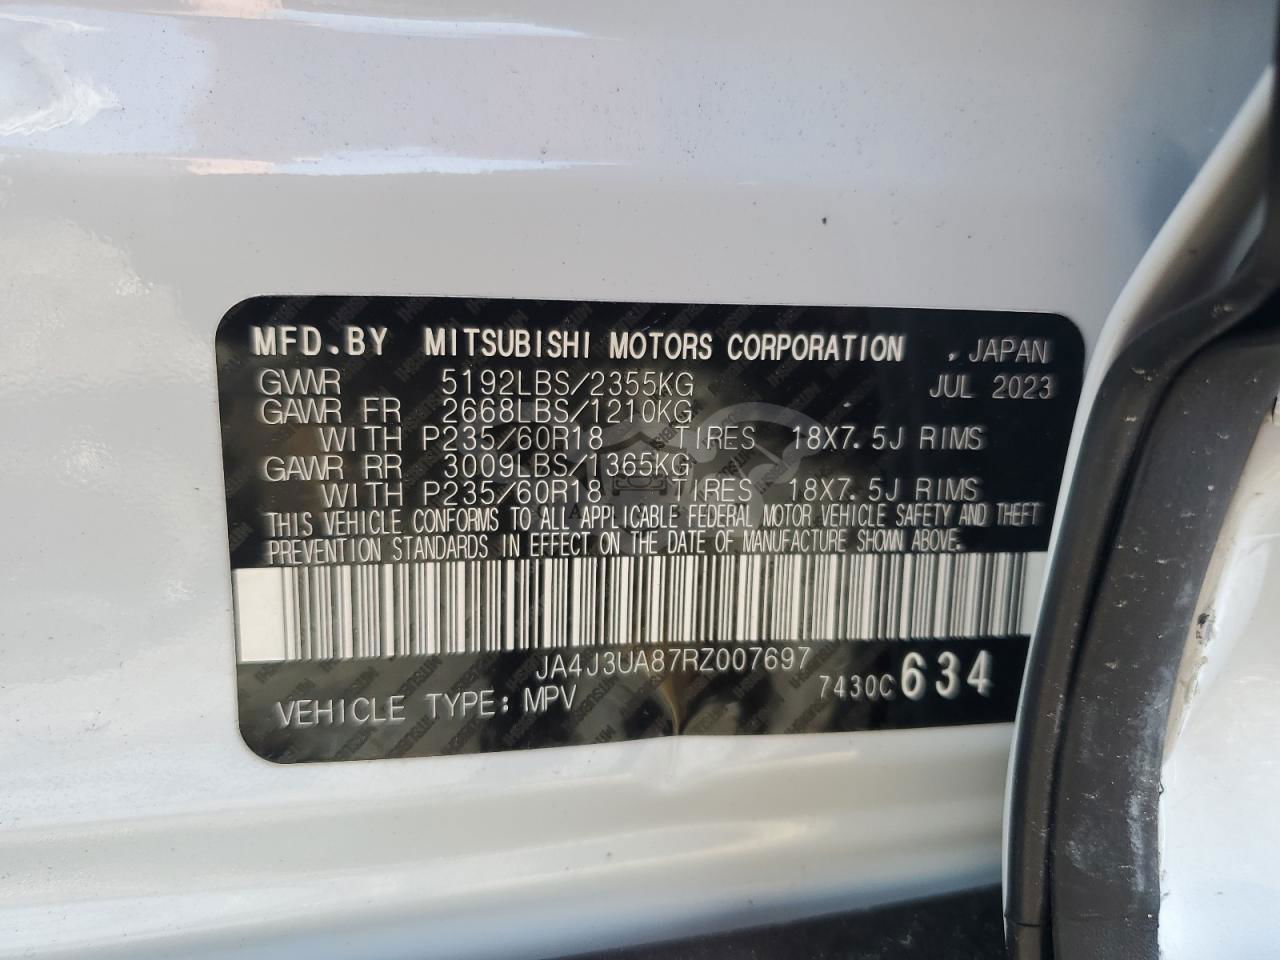 MFD.BY MITSUBISHI MOTORS CORPORATION , JAPAN
GVWR 5192LBS/2355KG JUL 2023
GAWR FR 2668LBS/1210KG
WITH P235/60R18 TIRES 18X7.5J RIMS
GAWR RR 3009LBS/1365KG
WITH P235/60R18 TIRES 18X7.5J RIMS
THIS VEHICLE CONFORMS TO ALL APPLICABLE FEDERAL MOTOR VEHICLE SAFETY AND THEFT
PREVENTION STANDARDS IN EFFECT ON THE DATE OF MANUFACTURE SHOWN ABOVE.
JA4J3UA87RZ007697
7430C 634
VEHICLE TYPE: MPV